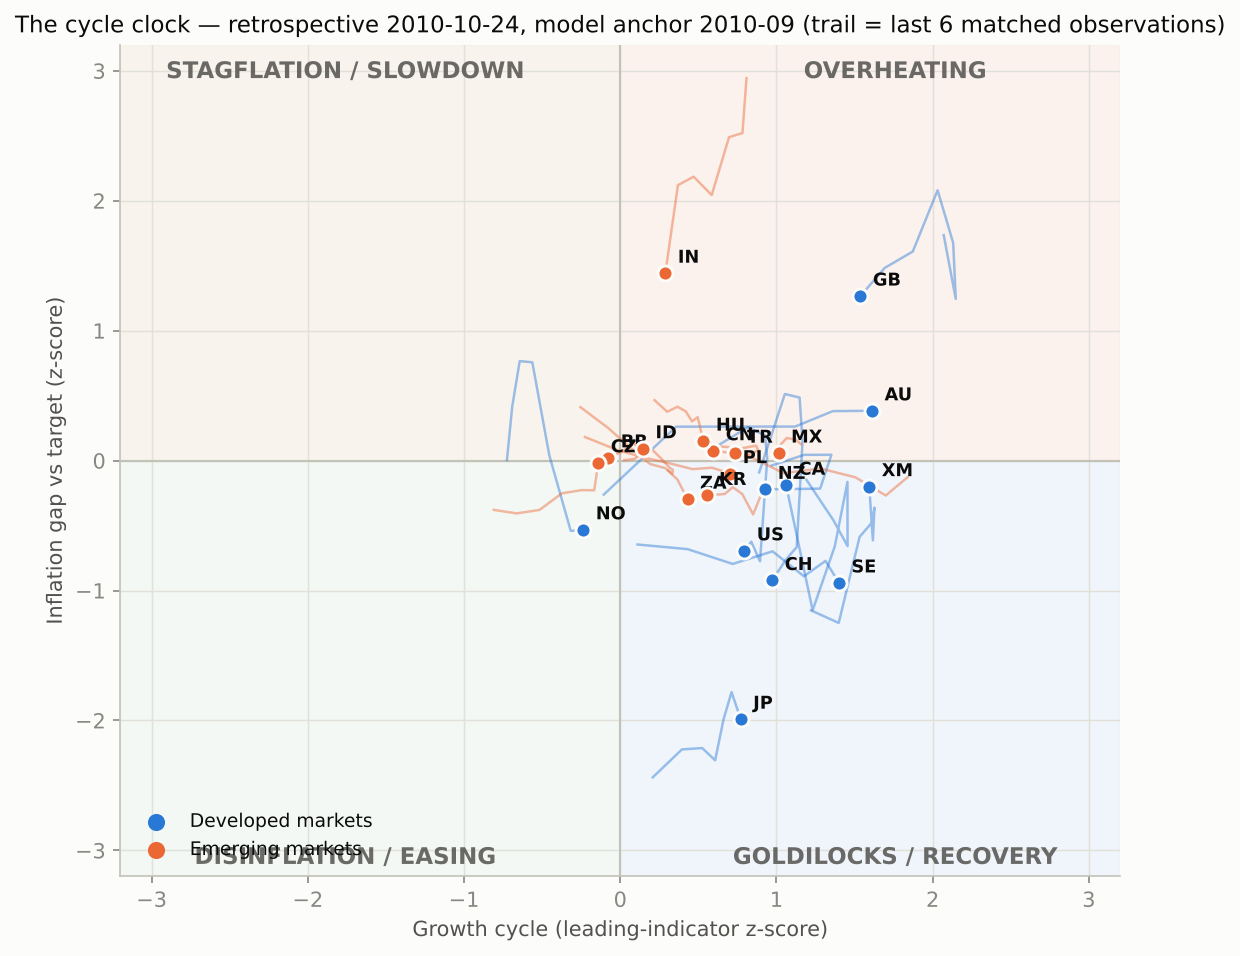 The cycle clock — retrospective 2010-10-24, model anchor 2010-09 (trail = last 6 matched observations)
STAGFLATION / SLOWDOWN
OVERHEATING
3
2
1
0
−1
−2
−3
Inflation gap vs target (z-score)
IN
GB
AU
HU
CN
TR
MX
ID
BR
CZ
PL
XM
NZ
CA
ZA
KR
NO
US
CH
SE
JP
Developed markets
Emerging markets
DISINFLATION / EASING
GOLDILOCKS / RECOVERY
−3
−2
−1
0
1
2
3
Growth cycle (leading-indicator z-score)